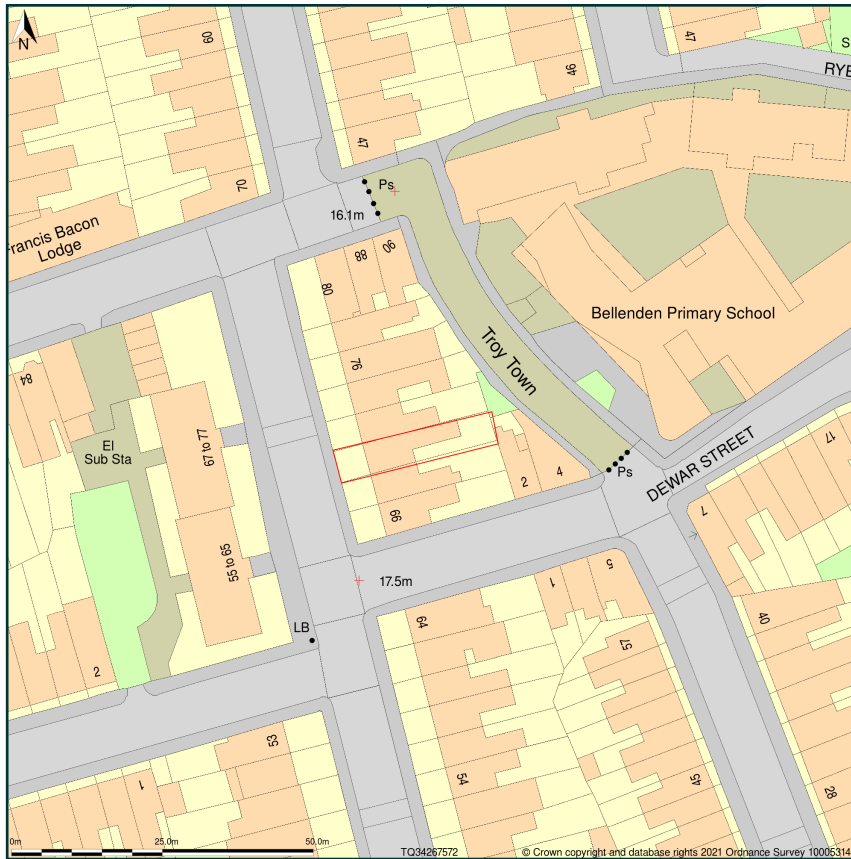 N
60
47
S
46
RYE
47
Ps
70
16.1m
Francis Bacon
Lodge
90
88
80
Bellenden Primary School
Troy Town
76
84
El
Sub Sta
67 to 77
17
DEWAR STREET
Ps
4
2
7
66
55 to 65
17.5m
5
1
LB
64
40
57
2
53
54
45
1
28
0m
25.0m
50.0m
TQ34267572
© Crown copyright and database rights 2021 Ordnance Survey 10005314